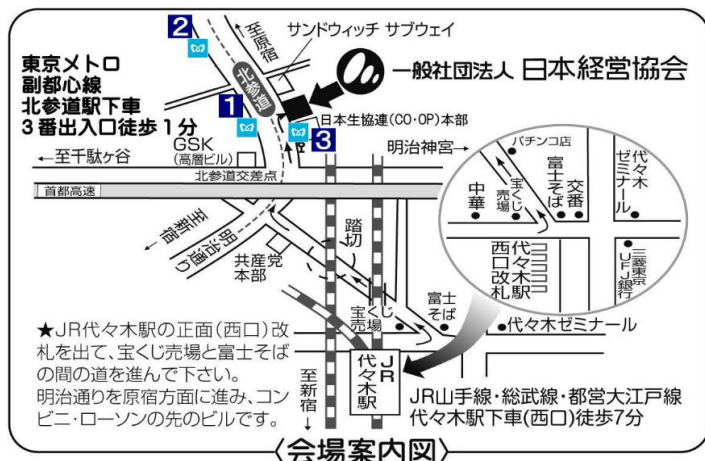 2
至原宿
サンドウィッチ サブウェイ
東京メトロ
副都心線
北参道駅下車
3番出入口徒歩1分
北参道
一般社団法人 日本経営協会
1
日本生協連(CO・OP)本部
3
GSK
(高層ビル)
←至千駄ヶ谷
明治神宮→
北参道交差点
首都高速
至新宿
明治通り
共産党
本部
踏切
パチンコ店
中華
宝くじ
売場
富士そば
交番
代々木
ゼミナール
代々木駅
西口改札
三菱東京
UFJ銀行
宝くじ
売場
富士
そば
代々木ゼミナール
★JR代々木駅の正面(西口)改
札を出て、宝くじ売場と富士そば
の間の道を進んで下さい。
明治通りを原宿方面に進み、コン
ビニ・ローソンの先のビルです。
至新宿→
JR
代々木駅
JR山手線・総武線・都営大江戸線
代々木駅下車(西口)徒歩7分
〈会場案内図〉